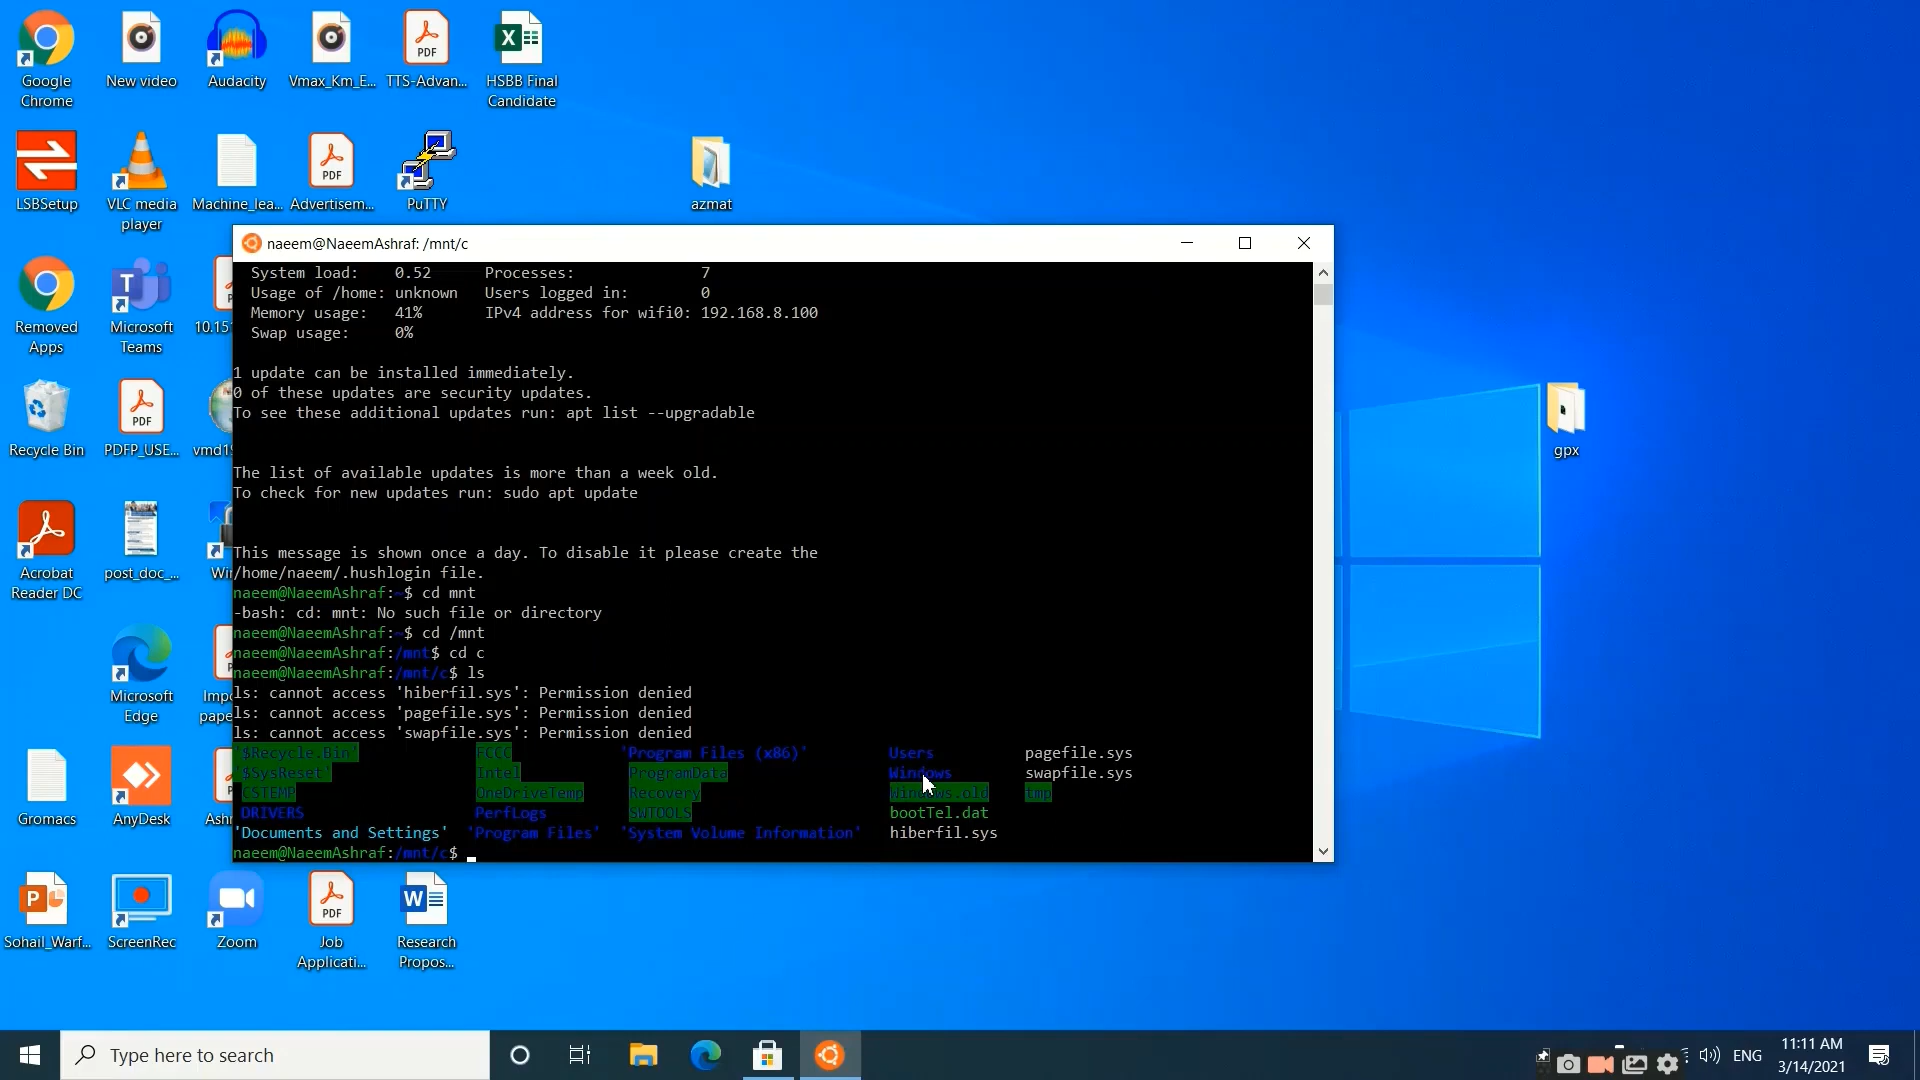 Google Chrome
New video
Audacity
Vmax_Km_E...
TTS-Advan...
HSBB Final Candidate
LSBSetup
VLC media player
Machine_lea...
Advertisem...
PuTTY
azmat
naeem@NaeemAshraf: /mnt/c
System load: 0.52 Processes: 7
Usage of /home: unknown Users logged in: 0
Memory usage: 41% IPv4 address for wifi0: 192.168.8.100
Swap usage: 0%
1 update can be installed immediately.
0 of these updates are security updates.
To see these additional updates run: apt list --upgradable
The list of available updates is more than a week old.
To check for new updates run: sudo apt update
This message is shown once a day. To disable it please create the
/home/naeem/.hushlogin file.
naeem@NaeemAshraf:~$ cd mnt
-bash: cd: mnt: No such file or directory
naeem@NaeemAshraf:~$ cd /mnt
naeem@NaeemAshraf:/mnt$ cd c
naeem@NaeemAshraf:/mnt/c$ ls
ls: cannot access 'hiberfil.sys': Permission denied
ls: cannot access 'pagefile.sys': Permission denied
ls: cannot access 'swapfile.sys': Permission denied
'$Recycle.Bin' FCCC 'Program Files (x86)' Users pagefile.sys
'$SysReset' Intel ProgramData Windows swapfile.sys
CSTEMP OneDriveTemp Recovery Windows.old tmp
DRIVERS PerfLogs SWTOOLS bootTel.dat
'Documents and Settings' 'Program Files' 'System Volume Information' hiberfil.sys
naeem@NaeemAshraf:/mnt/c$
Removed Apps
Microsoft Teams
10.151
Recycle Bin
PDFP_USE...
vmd19
gpx
Acrobat Reader DC
post_doc_...
Win
Microsoft Edge
Impo
pape
Gromacs
AnyDesk
Ashr
Sohail_Warf...
ScreenRec
Zoom
Job Applicati...
Research Propos...
PDF
Type here to search
ENG
11:11 AM
3/14/2021